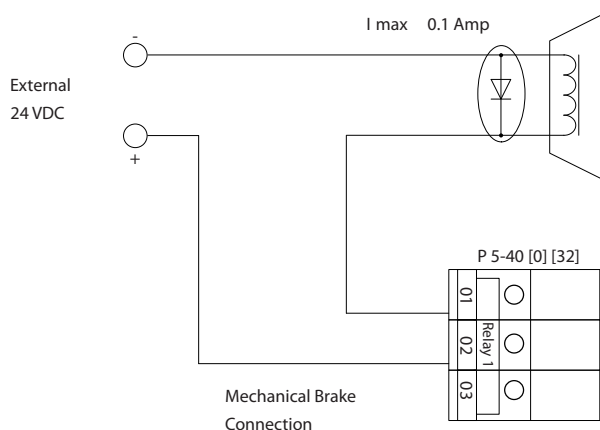 I max 0.1 Amp
-
External
24 VDC
+
P 5-40 [0] [32]
01
02
03
Relay 1
Mechanical Brake
Connection